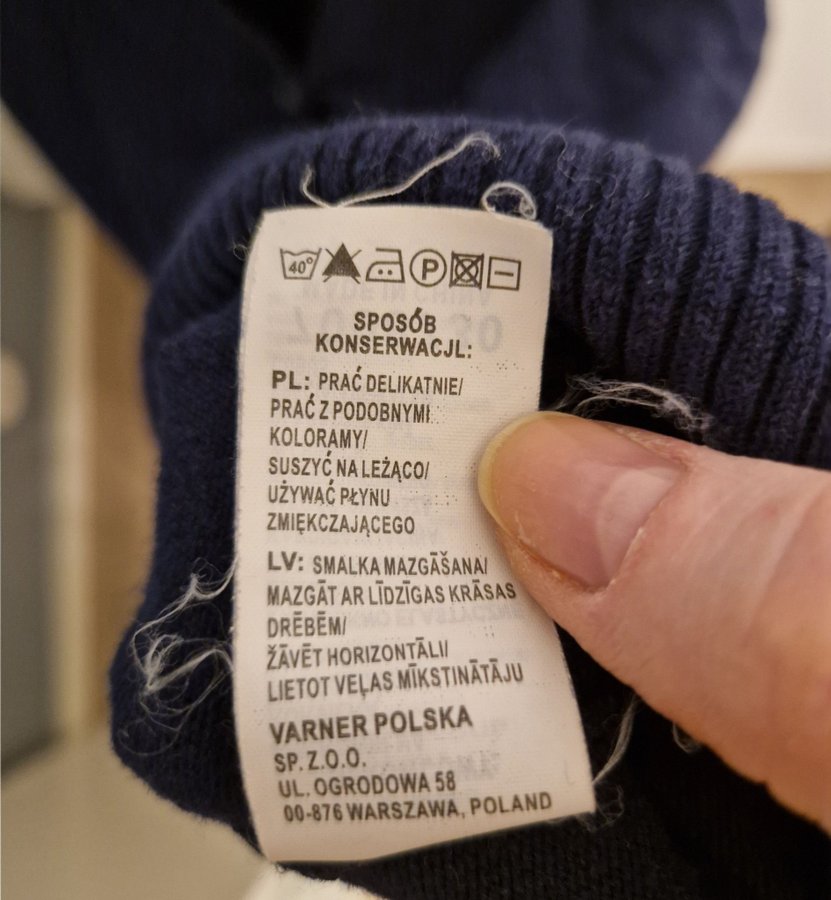 40°
P
SPOSÓB
KONSERWACJL:
PL: PRAĆ DELIKATNIE/
PRAĆ Z PODOBNYMI
KOLORAMY/
SUSZYĆ NA LEŻĄCO/
UŻYWAĆ PŁYNU
ZMIĘKCZAJĄCEGO
LV: SMALKA MAZGĀŠANA/
MAZGĀT AR LĪDZĪGAS KRĀSAS
DRĒBĒM/
ŽĀVĒT HORIZONTĀLI/
LIETOT VEĻAS MĪKSTINĀTĀJU
VARNER POLSKA
SP. Z.O.O.
UL. OGRODOWA 58
00-876 WARSZAWA, POLAND